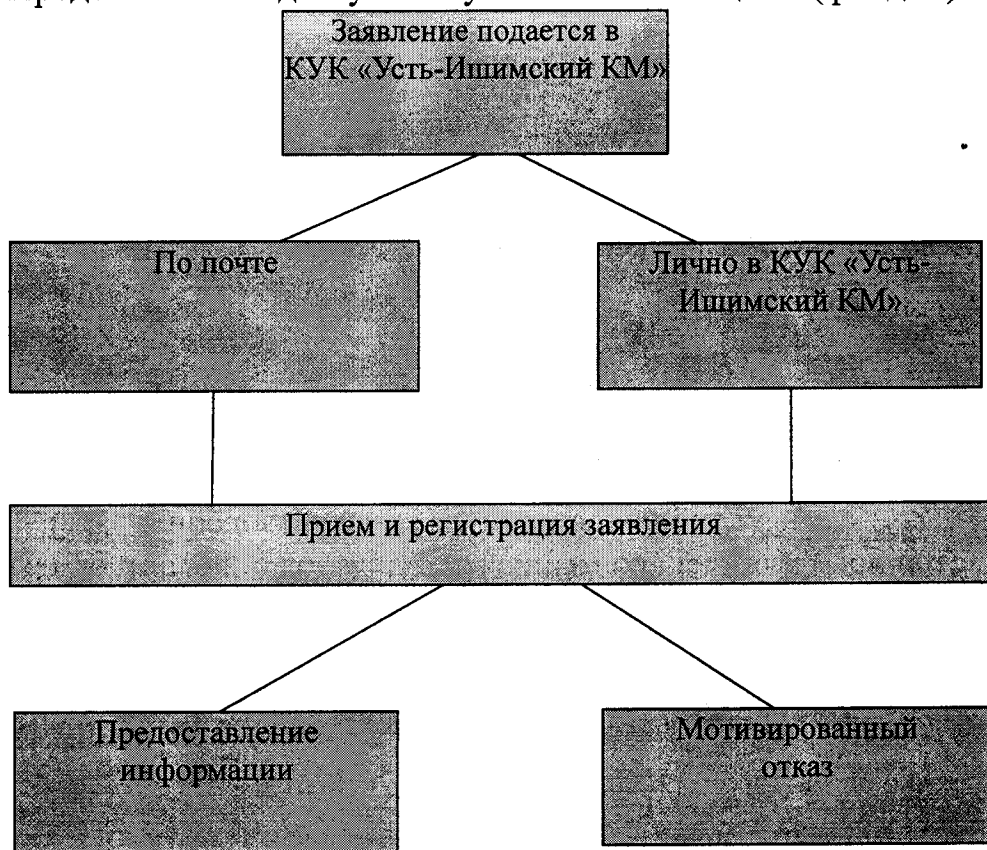 Заявление подается в
КУК «Усть-Ишимский КМ»
По почте
Лично в КУК «Усть-
Ишимский КМ»
Прием и регистрация заявления
Предоставление
информации
Мотивированный
отказ